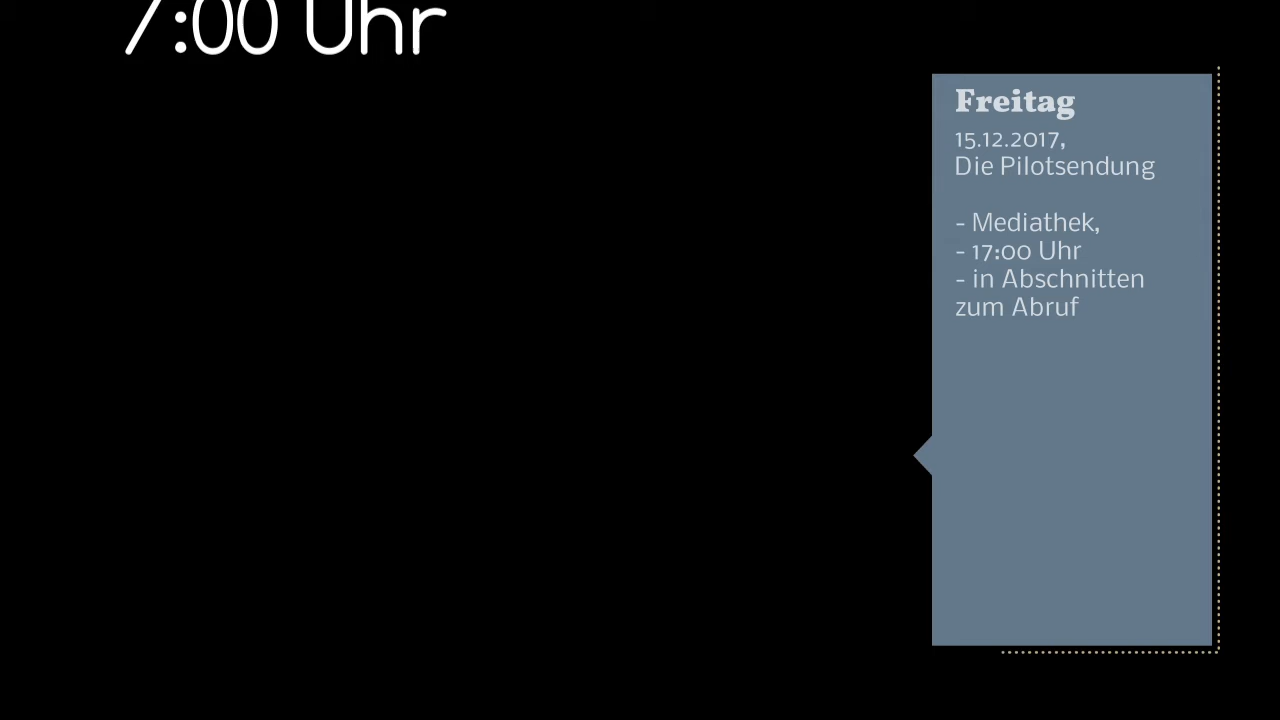 7:00 Uhr
Freitag
15.12.2017,
Die Pilotsendung
- Mediathek,
- 17:00 Uhr
- in Abschnitten
zum Abruf